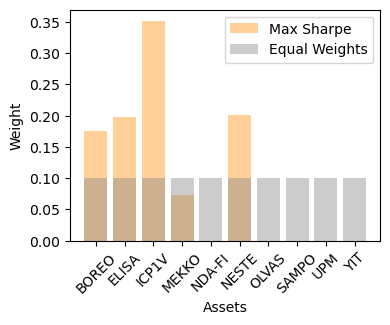 Max Sharpe
Equal Weights
Weight
0.35
0.30
0.25
0.20
0.15
0.10
0.05
0.00
BOREO
ELISA
ICP1V
MEKKO
NDA-FI
NESTE
OLVAS
SAMPO
UPM
YIT
Assets